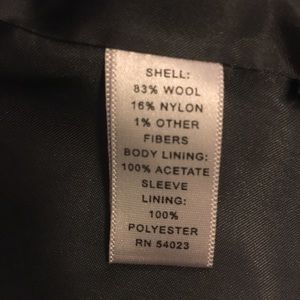 SHELL:
83% WOOL
16% NYLON
1% OTHER
FIBERS
BODY LINING:
100% ACETATE
SLEEVE
LINING:
100%
POLYESTER
RN 54023